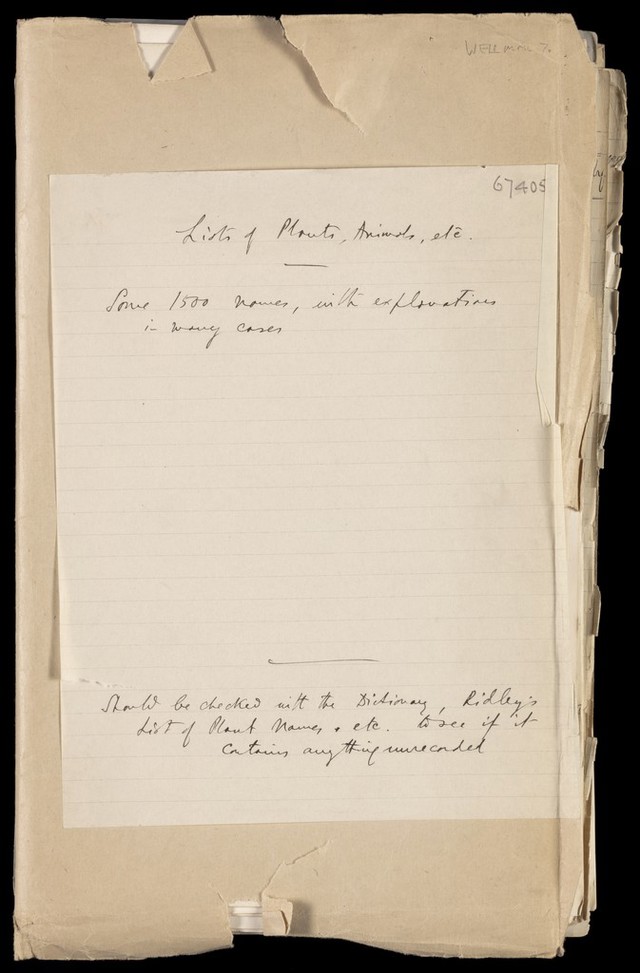 67405
Lists of Plants, Animals, etc.
Some 1500 names, with explanations
in many cases
Should be checked with the Dictionary, Ridley's
List of Plant Names & etc. to see if it
contains anything unrecorded